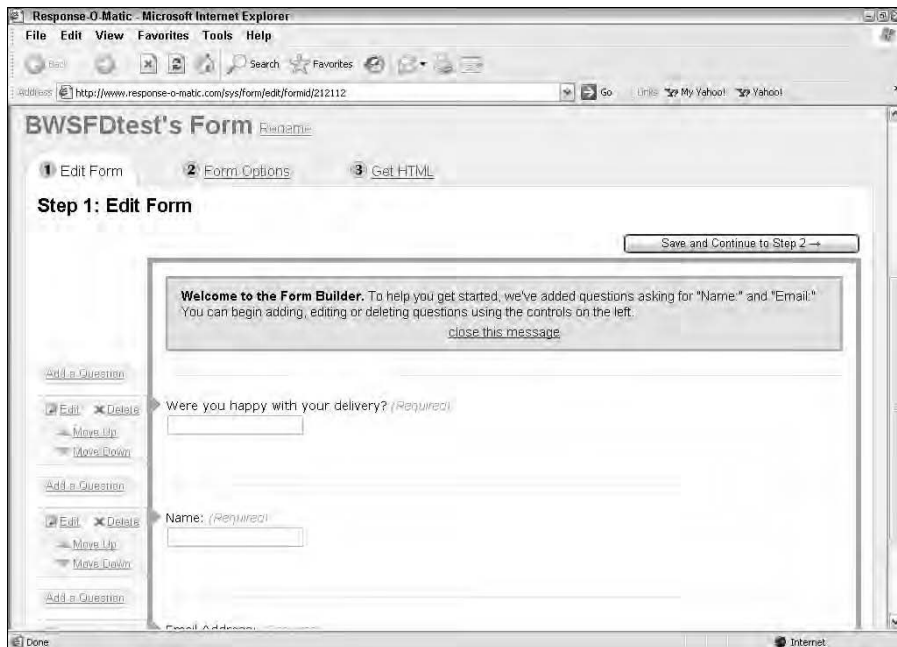 Response-O-Matic - Microsoft Internet Explorer
File Edit View Favorites Tools Help
Back Search Favorites
Address http://www.response-o-matic.com/sys/form/edit/formid/212112 Go Links My Yahoo! Yahoo!
BWSFDtest's Form Rename
1 Edit Form 2 Form Options 3 Get HTML
Step 1: Edit Form
Save and Continue to Step 2 →
Welcome to the Form Builder. To help you get started, we've added questions asking for "Name:" and "Email:"
You can begin adding, editing or deleting questions using the controls on the left.
close this message
Add a Question
Edit Delete Were you happy with your delivery? (Required)
Move Up
Move Down
Add a Question
Edit Delete Name: (Required)
Move Up
Move Down
Add a Question
Email Address:
Done Internet